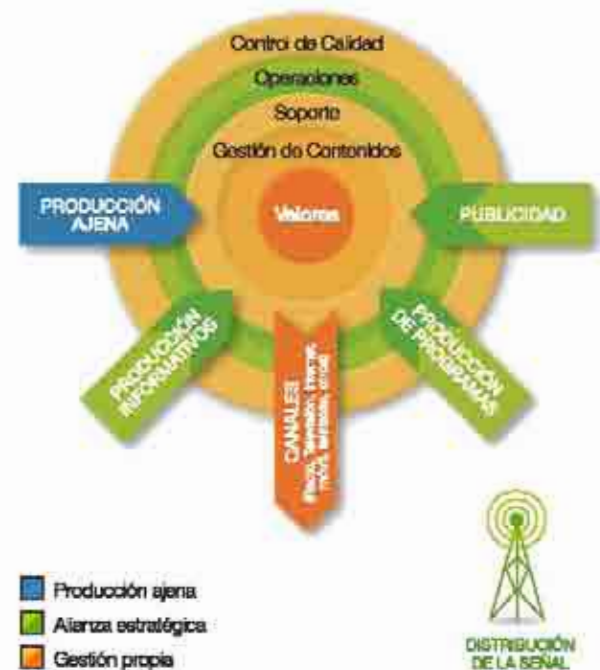 Control de Calidad
Operaciones
Soporte
Gestión de Contenidos
PRODUCCIÓN
AJENA
Valores
PUBLICIDAD
PRODUCCIÓN
INFORMATIVOS
CANALES
PRODUCCIÓN
DE PROGRAMAS
Producción ajena
Alianza estratégica
Gestión propia
DISTRIBUCIÓN
DE LA SEÑAL